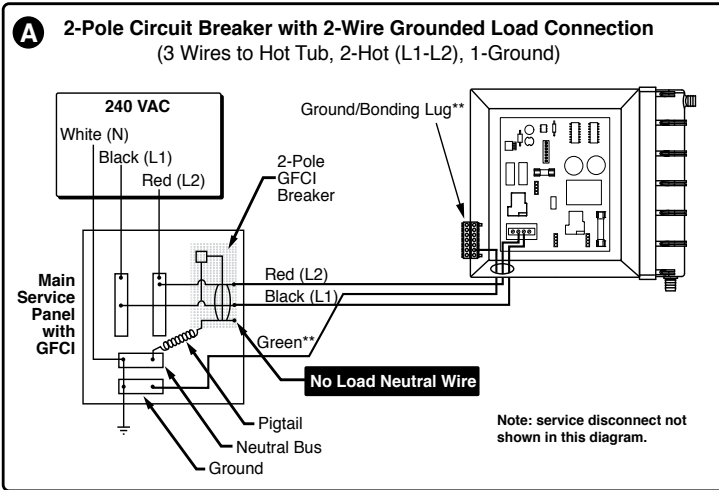 A
2-Pole Circuit Breaker with 2-Wire Grounded Load Connection
(3 Wires to Hot Tub, 2-Hot (L1-L2), 1-Ground)
240 VAC
White (N)
Black (L1)
Red (L2)
Ground/Bonding Lug**
2-Pole
GFCI
Breaker
Main
Service
Panel
with
GFCI
Red (L2)
Black (L1)
Green**
No Load Neutral Wire
Pigtail
Neutral Bus
Ground
Note: service disconnect not
shown in this diagram.